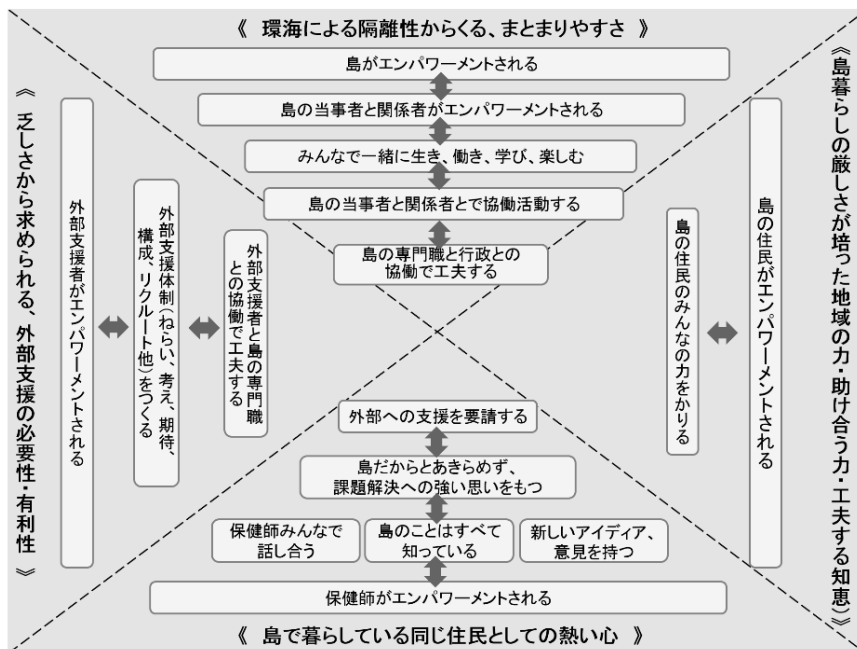 《 環海による隔離性からくる、まとまりやすさ 》
島がエンパワーメントされる
島の当事者と関係者がエンパワーメントされる
みんなで一緒に生き、働き、学び、楽しむ
島の当事者と関係者とで協働活動する
島の専門職と行政との
協働で工夫する
《 乏しさから求められる、外部支援の必要性・有利性 》
外部支援者がエンパワーメントされる
外部支援体制(ねらい、考え、期待、
構成、リクルート他)をつくる
外部支援者と島の専門職
との協働で工夫する
島の住民のみんなの力をかりる
島の住民がエンパワーメントされる
《島暮らしの厳しさが培った地域の力・助け合う力・工夫する知恵》
外部への支援を要請する
島だからとあきらめず、
課題解決への強い思いをもつ
保健師みんなで
話し合う
島のことはすべて
知っている
新しいアイディア、
意見を持つ
保健師がエンパワーメントされる
《 島で暮らしている同じ住民としての熱い心 》